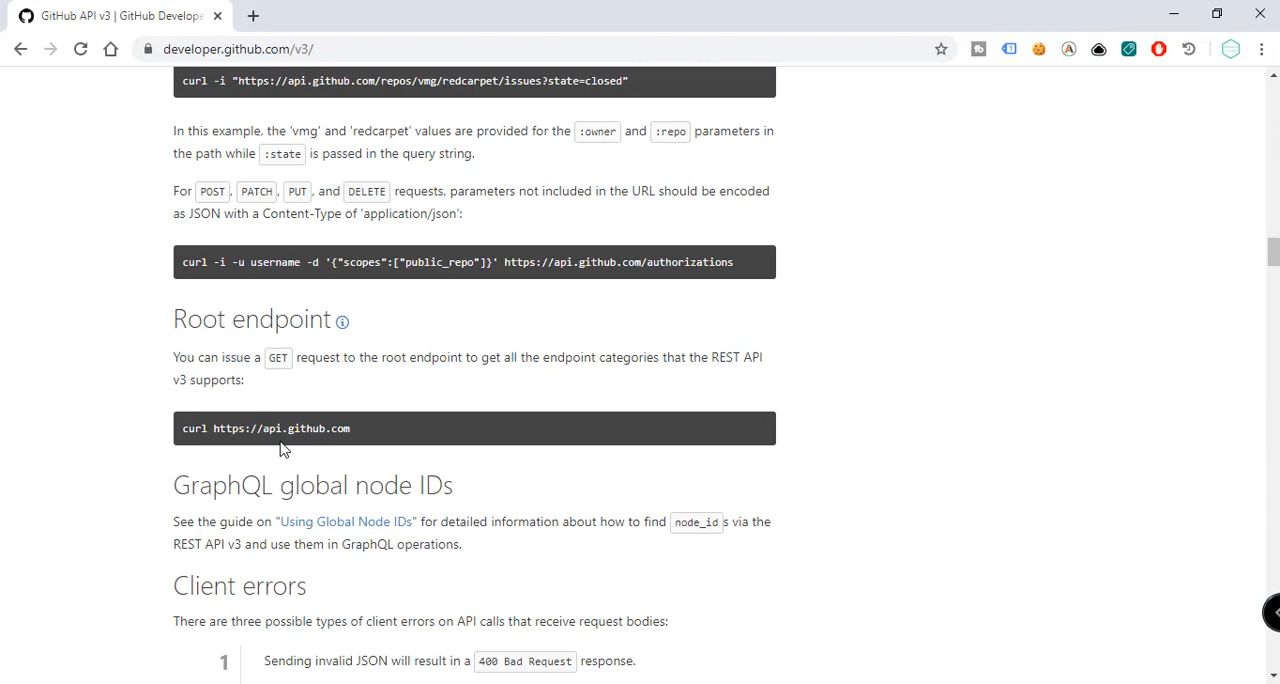 GitHub API v3 | GitHub Develope
developer.github.com/v3/
curl -i "https://api.github.com/repos/vmg/redcarpet/issues?state=closed"
In this example, the 'vmg' and 'redcarpet' values are provided for the :owner and :repo parameters in
the path while :state is passed in the query string.
For POST, PATCH, PUT, and DELETE requests, parameters not included in the URL should be encoded
as JSON with a Content-Type of 'application/json':
curl -i -u username -d '{"scopes":["public_repo"]}' https://api.github.com/authorizations
Root endpoint
You can issue a GET request to the root endpoint to get all the endpoint categories that the REST API
v3 supports:
curl https://api.github.com
GraphQL global node IDs
See the guide on "Using Global Node IDs" for detailed information about how to find node_id s via the
REST API v3 and use them in GraphQL operations.
Client errors
There are three possible types of client errors on API calls that receive request bodies:
1 Sending invalid JSON will result in a 400 Bad Request response.